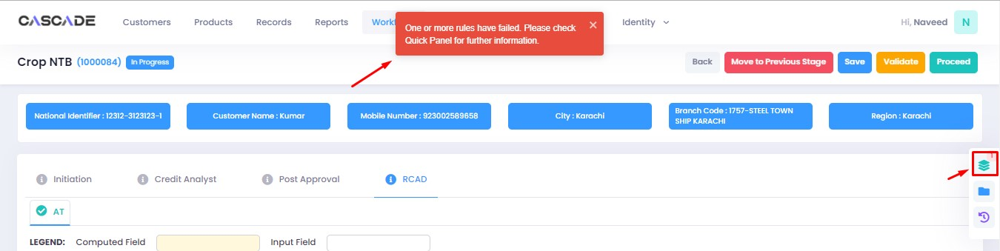 CASCADE
Customers
Products
Records
Reports
Identity
Hi, Naveed
N
One or more rules have failed. Please check
Quick Panel for further information.
Crop NTB (1000084) In Progress
Back
Move to Previous Stage
Save
Validate
Proceed
National Identifier : 12312-3123123-1
Customer Name : Kumar
Mobile Number : 923002589658
City : Karachi
Branch Code : 1757-STEEL TOWN
SHIP KARACHI
Region : Karachi
Initiation
Credit Analyst
Post Approval
RCAD
AT
LEGEND: Computed Field Input Field